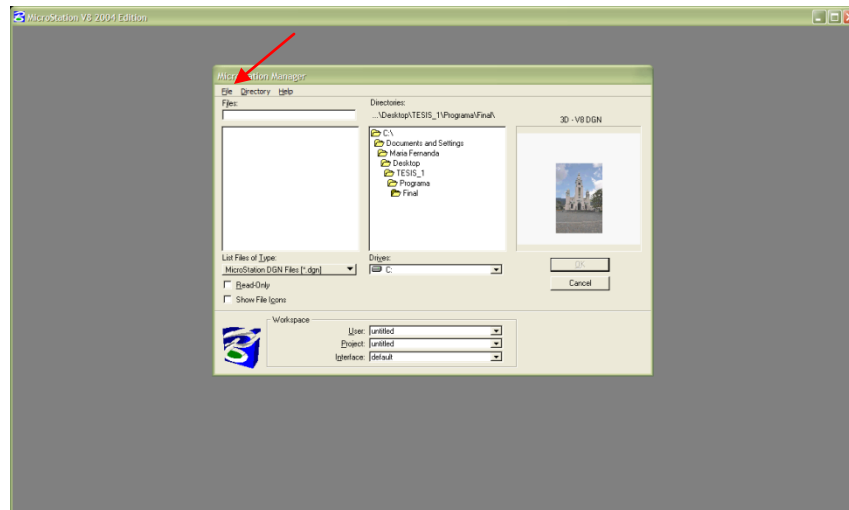 MicroStation V8 2004 Edition
MicroStation Manager
File Directory Help
Files:
Directories:
...\Desktop\TESIS_1\Programa\Final\
3D - V8 DGN
C:\
Documents and Settings
Maria Fernanda
Desktop
TESIS_1
Programa
Final
List Files of Type:
MicroStation DGN Files [*.dgn]
Drives:
C:
OK
Cancel
Read-Only
Show File Icons
Workspace
User: untitled
Project: untitled
Interface: default